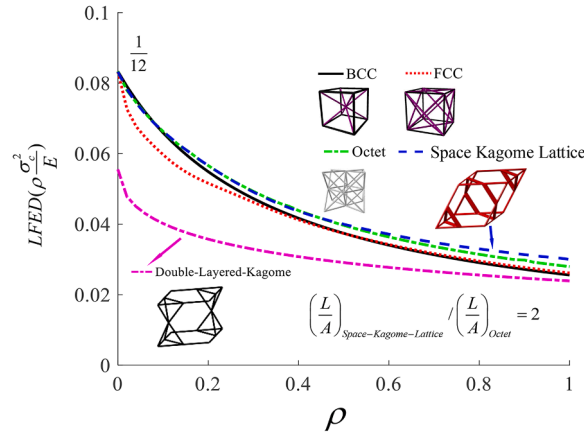 0.1
1
12
BCC
FCC
0.08
Octet
Space Kagome Lattice
0.06
LFED(ρ σ_c^2 / E)
0.04
Double-Layered-Kagome
0.02
(L/A)_{Space-Kagome-Lattice} / (L/A)_{Octet} = 2
0
0 0.2 0.4 0.6 0.8 1
ρ